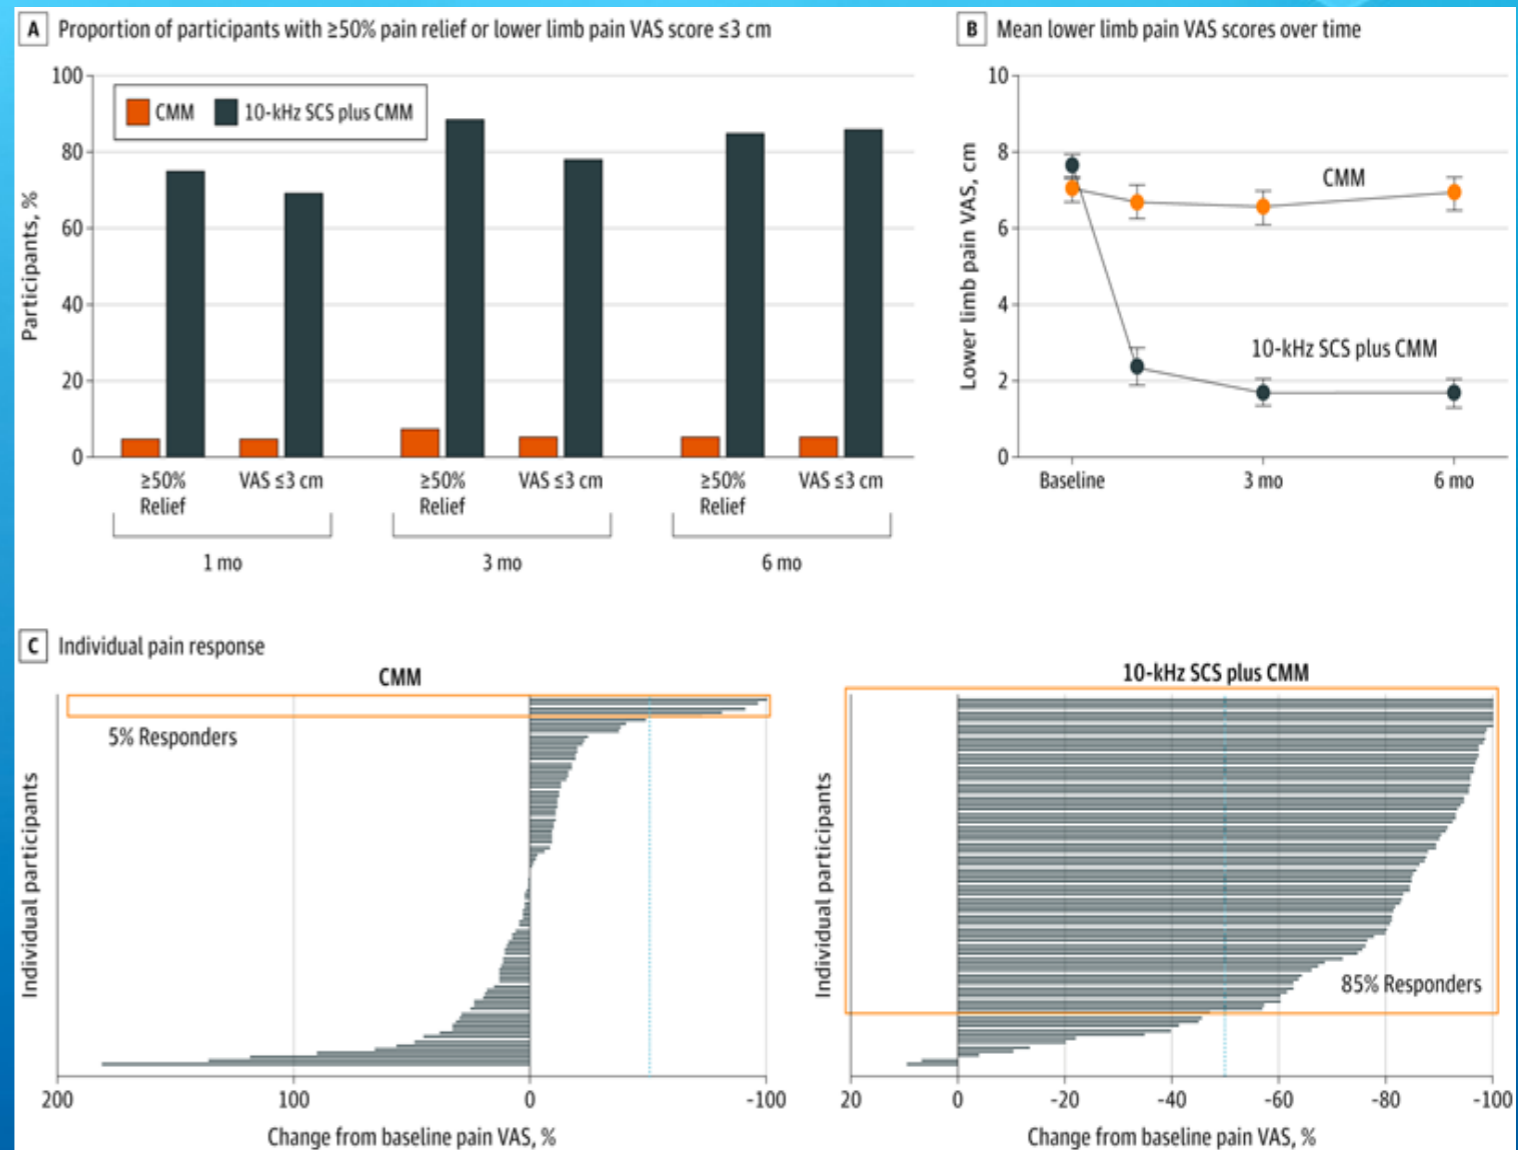 A Proportion of participants with ≥50% pain relief or lower limb pain VAS score ≤3 cm
100
80
60
40
20
0
Participants, %
CMM
10-kHz SCS plus CMM
≥50%
Relief
VAS ≤3 cm
≥50%
Relief
VAS ≤3 cm
≥50%
Relief
VAS ≤3 cm
1 mo
3 mo
6 mo
B Mean lower limb pain VAS scores over time
10
8
6
4
2
0
Lower limb pain VAS, cm
CMM
10-kHz SCS plus CMM
Baseline
3 mo
6 mo
C Individual pain response
CMM
5% Responders
Individual participants
200
100
0
-100
Change from baseline pain VAS, %
10-kHz SCS plus CMM
85% Responders
Individual participants
20
0
-20
-40
-60
-80
-100
Change from baseline pain VAS, %